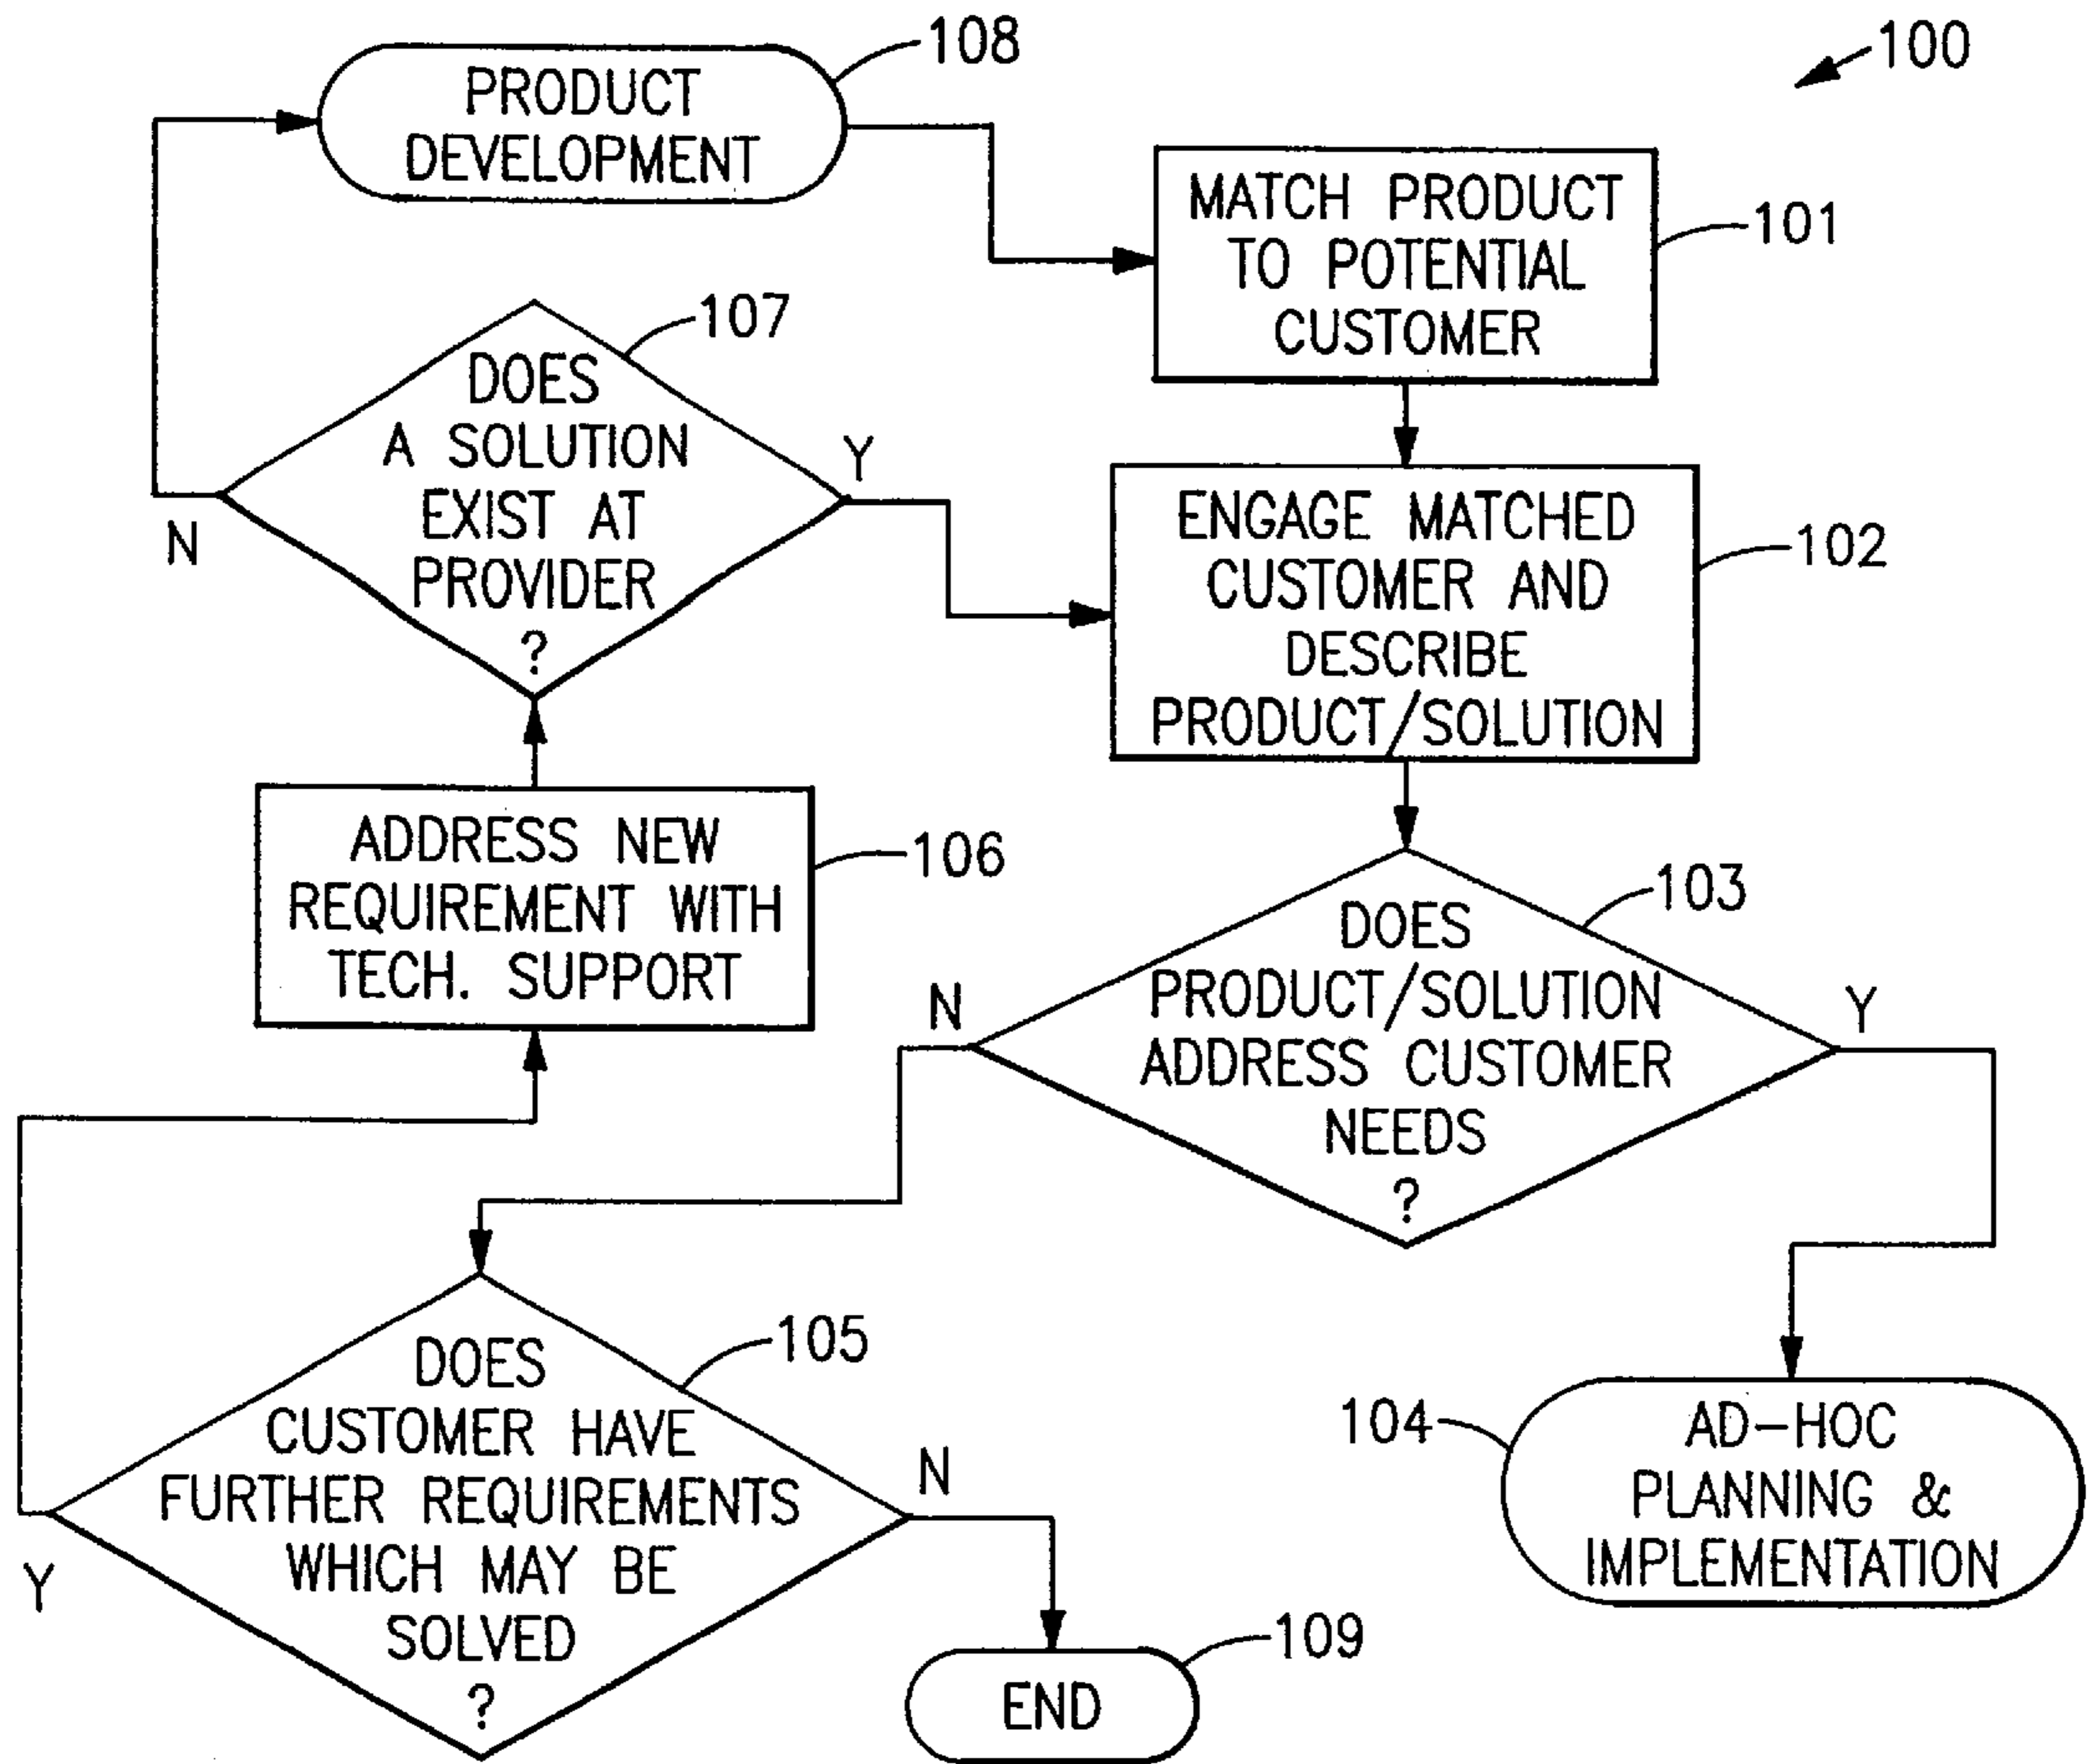 108
100
PRODUCT
DEVELOPMENT
MATCH PRODUCT
TO POTENTIAL
CUSTOMER
101
107
DOES
A SOLUTION
EXIST AT
PROVIDER
?
Y
N
ENGAGE MATCHED
CUSTOMER AND
DESCRIBE
PRODUCT/SOLUTION
102
ADDRESS NEW
REQUIREMENT WITH
TECH. SUPPORT
106
103
DOES
PRODUCT/SOLUTION
ADDRESS CUSTOMER
NEEDS
?
N
Y
105
DOES
CUSTOMER HAVE
FURTHER REQUIREMENTS
WHICH MAY BE
SOLVED
?
N
Y
104
AD-HOC
PLANNING &
IMPLEMENTATION
109
END